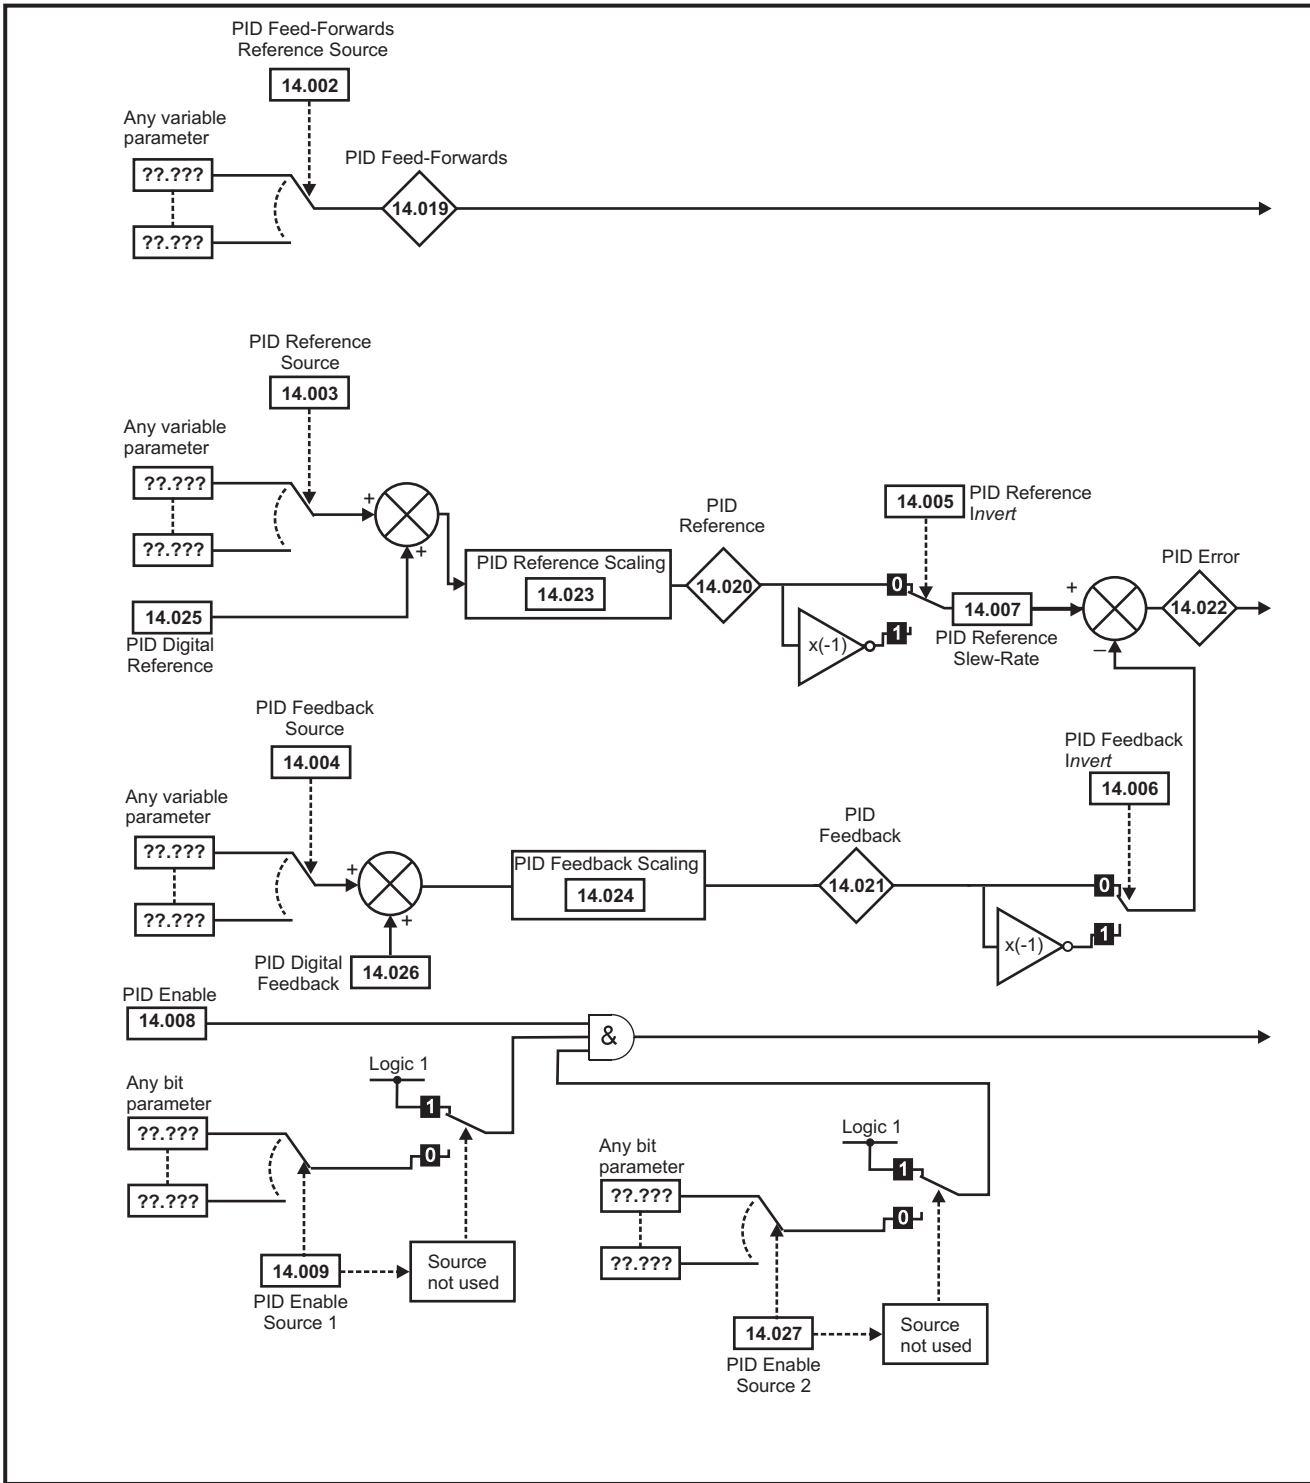 PID Feed-Forwards
Reference Source
14.002
Any variable
parameter
??.???
??.???
PID Feed-Forwards
14.019
PID Reference
Source
14.003
Any variable
parameter
??.???
??.???
+
+
14.025
PID Digital
Reference
PID Reference Scaling
14.023
PID
Reference
14.020
x(-1)
0
1
14.005
PID Reference
Invert
14.007
PID Reference
Slew-Rate
+
–
PID Error
14.022
PID Feedback
Source
14.004
Any variable
parameter
??.???
??.???
+
+
PID Digital
Feedback
14.026
PID Feedback Scaling
14.024
PID
Feedback
14.021
x(-1)
0
1
PID Feedback
Invert
14.006
PID Enable
14.008
&
Any bit
parameter
??.???
??.???
Logic 1
1
0
14.009
PID Enable
Source 1
Source
not used
Any bit
parameter
??.???
??.???
Logic 1
1
0
14.027
PID Enable
Source 2
Source
not used